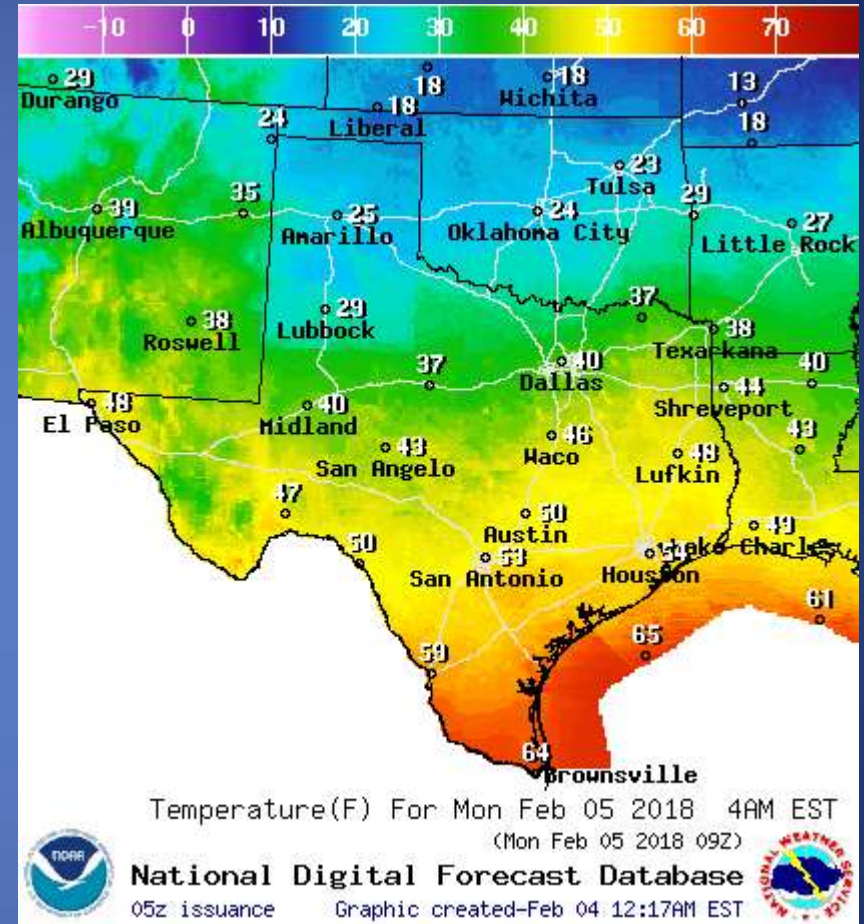 -10 0 10 20 30 40 50 60 70
29
Durango
18
18
Wichita
13
18
Liberal
24
18
23
Tulsa
39
Albuquerque
35
25
Amarillo
24
Oklahoma City
29
27
Little Rock
38
Roswell
29
Lubbock
37
38
Texarkana
37
40
Dallas
40
48
El Paso
40
Midland
44
Shreveport
43
San Angelo
46
Waco
48
Lufkin
43
47
50
Austin
49
Lake Charles
50
53
San Antonio
54
Houston
61
65
59
64
Brownsville
Temperature(F) For Mon Feb 05 2018 4AM EST
(Mon Feb 05 2018 09Z)
NOAA
National Digital Forecast Database
05z issuance Graphic created-Feb 04 12:17AM EST
NATIONAL WEATHER SERVICE